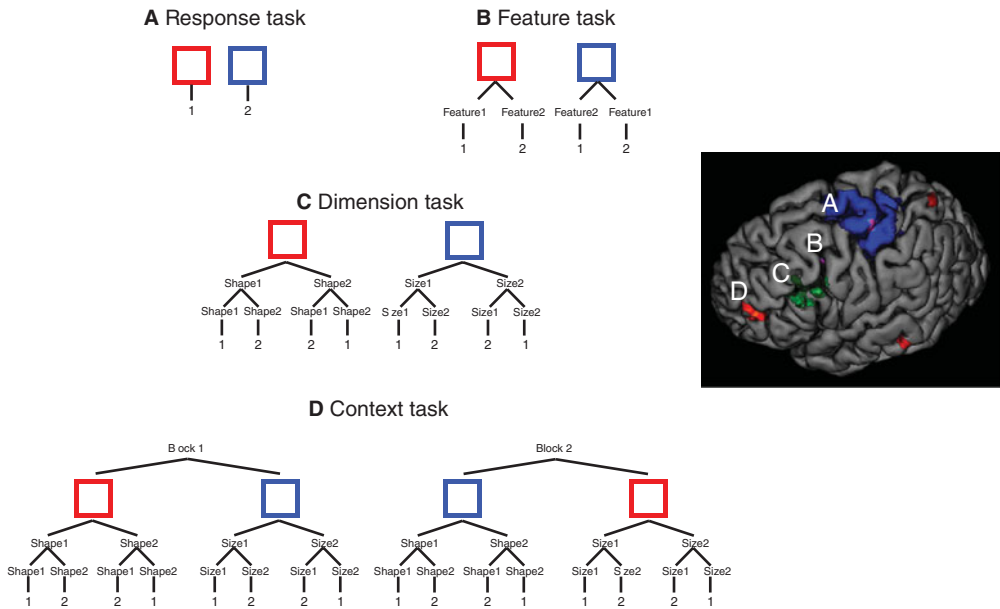 A Response task
B Feature task
1 2
Feature1 Feature2 Feature2 Feature1
1 2 1 2
C Dimension task
Shape1 Shape2 Size1 Size2
Shape1 Shape2 Shape1 Shape2 S ze1 Size2 Size1 Size2
1 2 2 1 1 2 2 1
A
B
C
D
D Context task
B ock 1 Block 2
Shape1 Shape2 Size1 Size2 Shape1 Shape2 Size1 Size2
Shape1 Shape2 Shape1 Shape2 Size1 Size2 Size1 Size2 Shape1 Shape2 Shape2 Shape1 Size1 S ze2 Size1 Size2
1 2 2 1 1 2 2 1 1 2 2 1 1 2 2 1